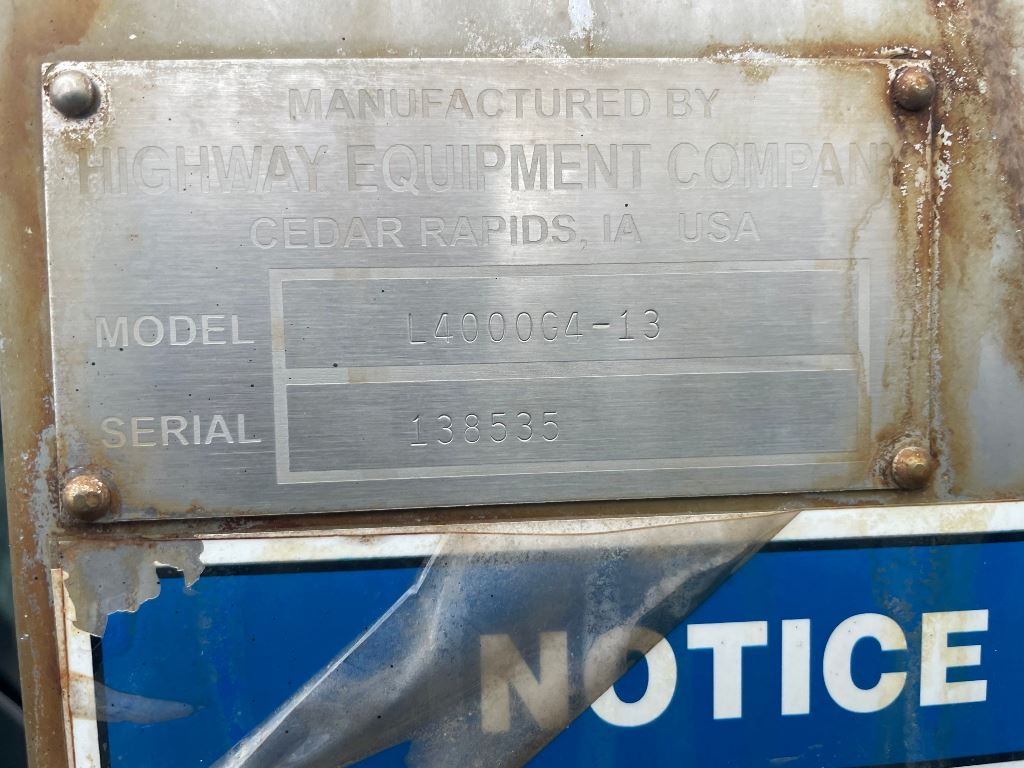 MANUFACTURED BY
HIGHWAY EQUIPMENT COMPANY
CEDAR RAPIDS, IA USA
MODEL L4000G4-13
SERIAL 138535
NOTICE